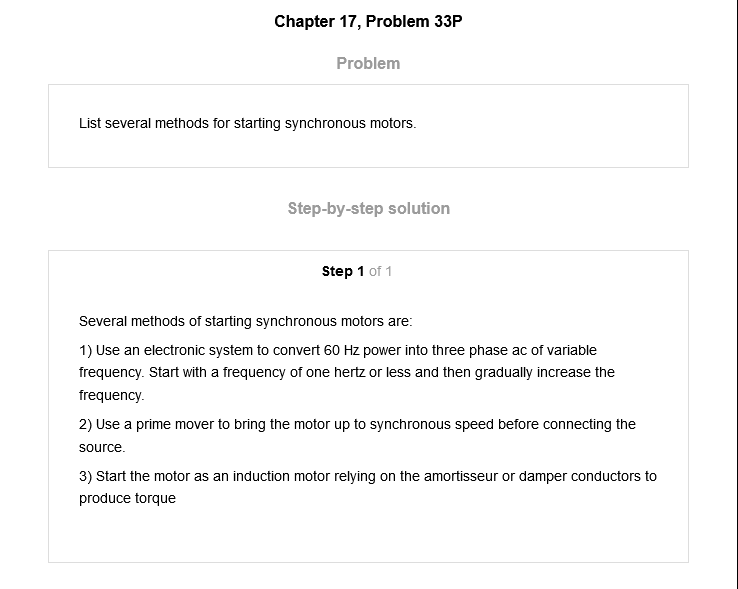 Chapter 17, Problem 33P
Problem
List several methods for starting synchronous motors.
Step-by-step solution
Step 1 of 1
Several methods of starting synchronous motors are:
1) Use an electronic system to convert 60 Hz power into three phase ac of variable
frequency. Start with a frequency of one hertz or less and then gradually increase the
frequency.
2) Use a prime mover to bring the motor up to synchronous speed before connecting the
source.
3) Start the motor as an induction motor relying on the amortisseur or damper conductors to
produce torque